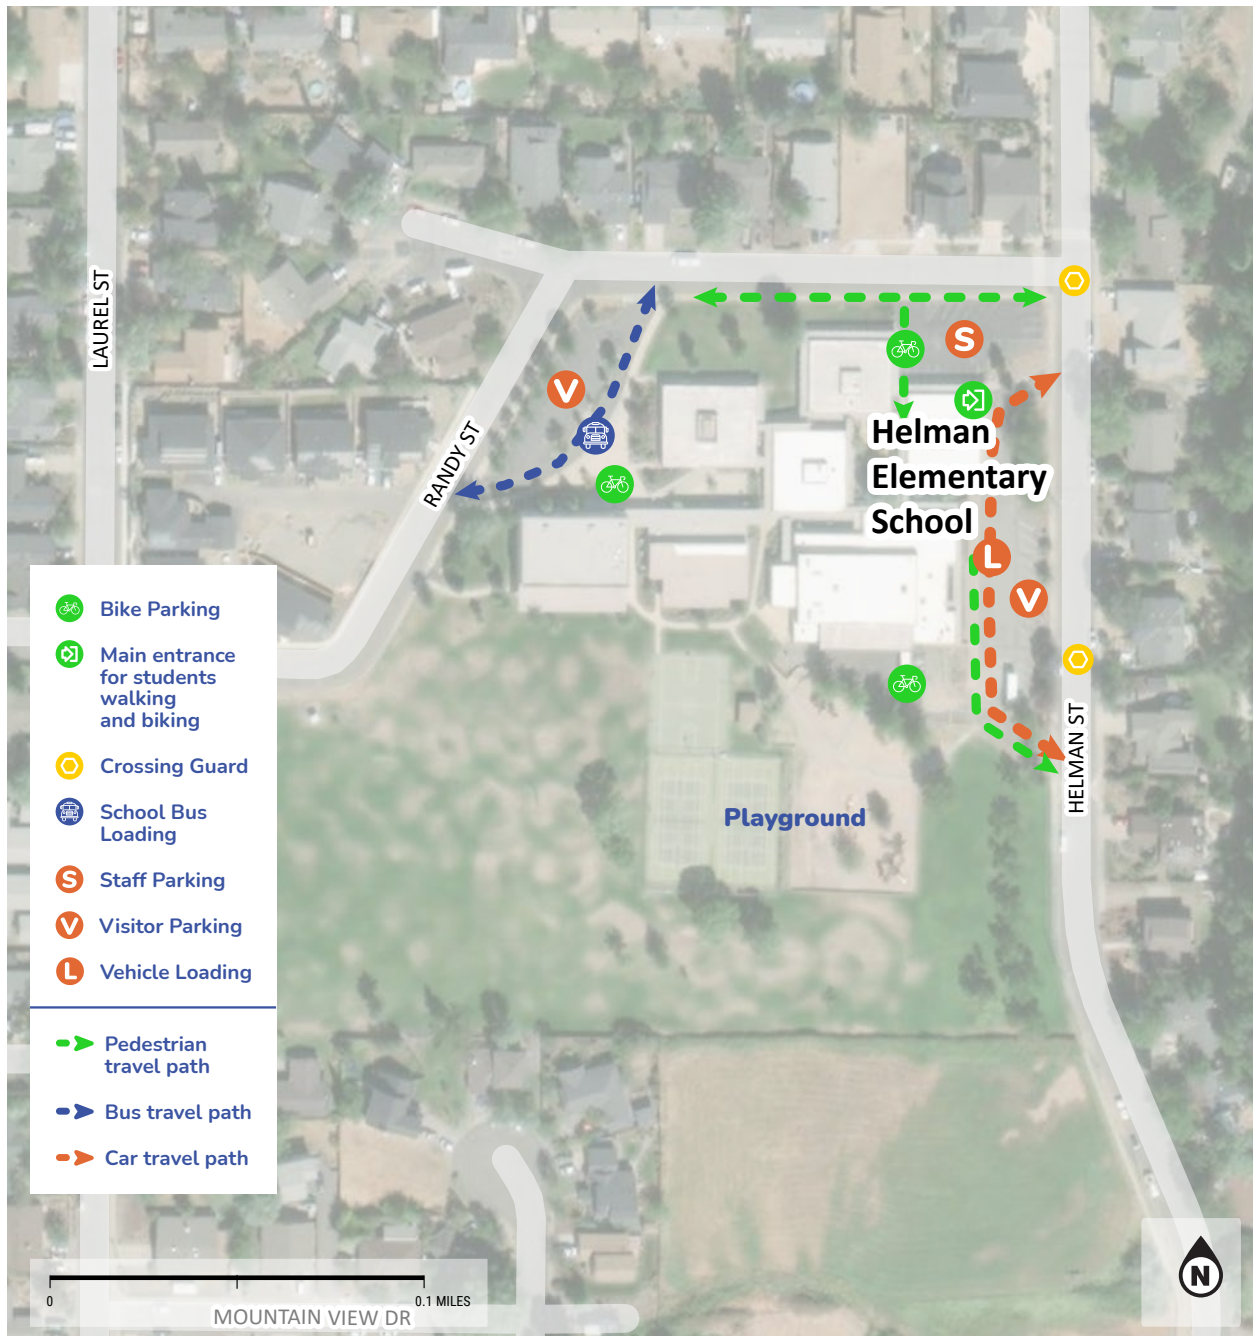 LAUREL ST
RANDY ST
S
V
Helman
Elementary
School
L
V
HELMAN ST
Playground
Bike Parking
Main entrance
for students
walking
and biking
Crossing Guard
School Bus
Loading
S Staff Parking
V Visitor Parking
L Vehicle Loading
Pedestrian
travel path
Bus travel path
Car travel path
0 0.1 MILES
MOUNTAIN VIEW DR
N